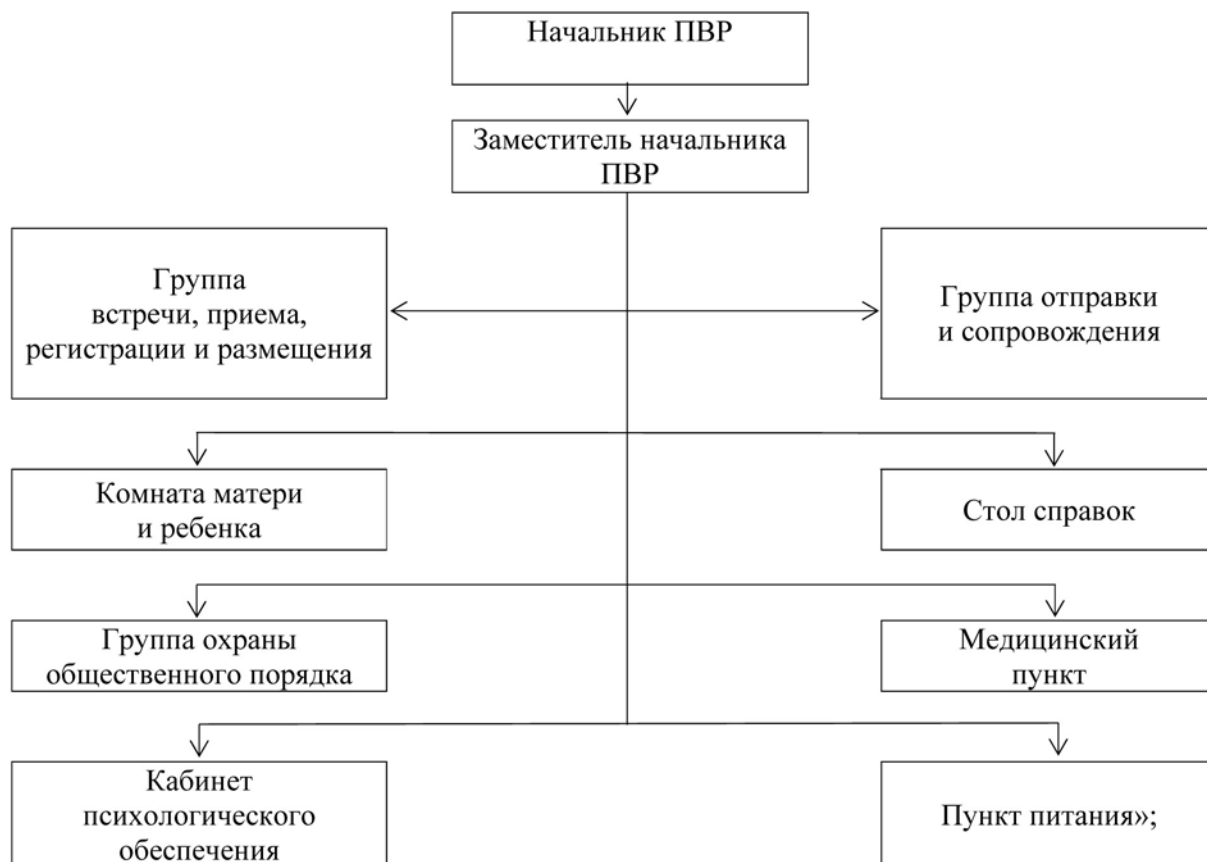 Начальник ПВР
Заместитель начальника
ПВР
Группа
встречи, приема,
регистрации и размещения
Группа отправки
и сопровождения
Комната матери
и ребенка
Стол справок
Группа охраны
общественного порядка
Медицинский
пункт
Кабинет
психологического
обеспечения
Пункт питания»;